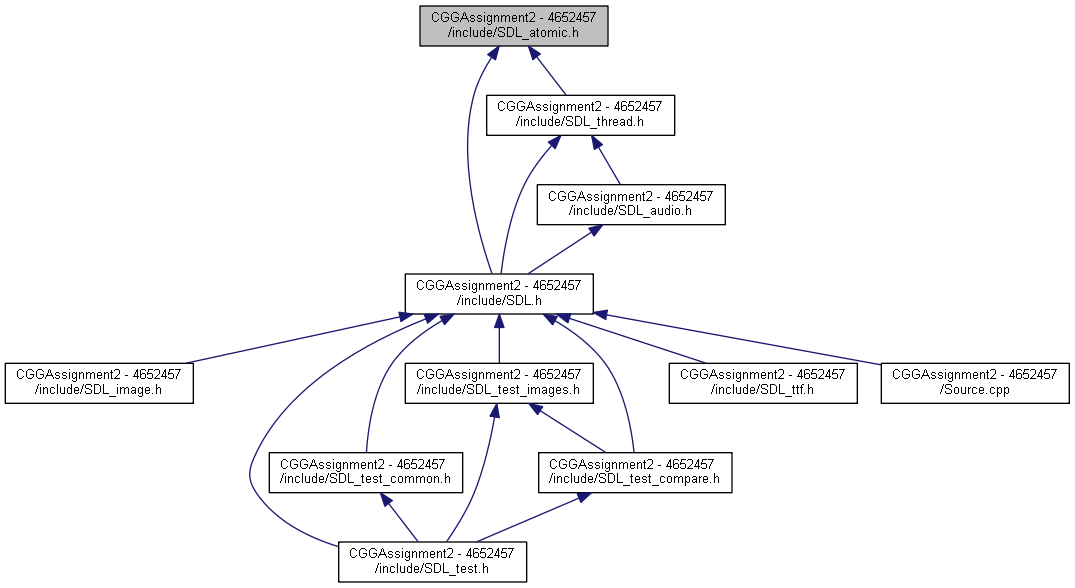 CGGAssignment2 - 4652457
/include/SDL_atomic.h
CGGAssignment2 - 4652457
/include/SDL_thread.h
CGGAssignment2 - 4652457
/include/SDL_audio.h
CGGAssignment2 - 4652457
/include/SDL.h
CGGAssignment2 - 4652457
/include/SDL_image.h
CGGAssignment2 - 4652457
/include/SDL_test_images.h
CGGAssignment2 - 4652457
/include/SDL_ttf.h
CGGAssignment2 - 4652457
/Source.cpp
CGGAssignment2 - 4652457
/include/SDL_test_common.h
CGGAssignment2 - 4652457
/include/SDL_test_compare.h
CGGAssignment2 - 4652457
/include/SDL_test.h